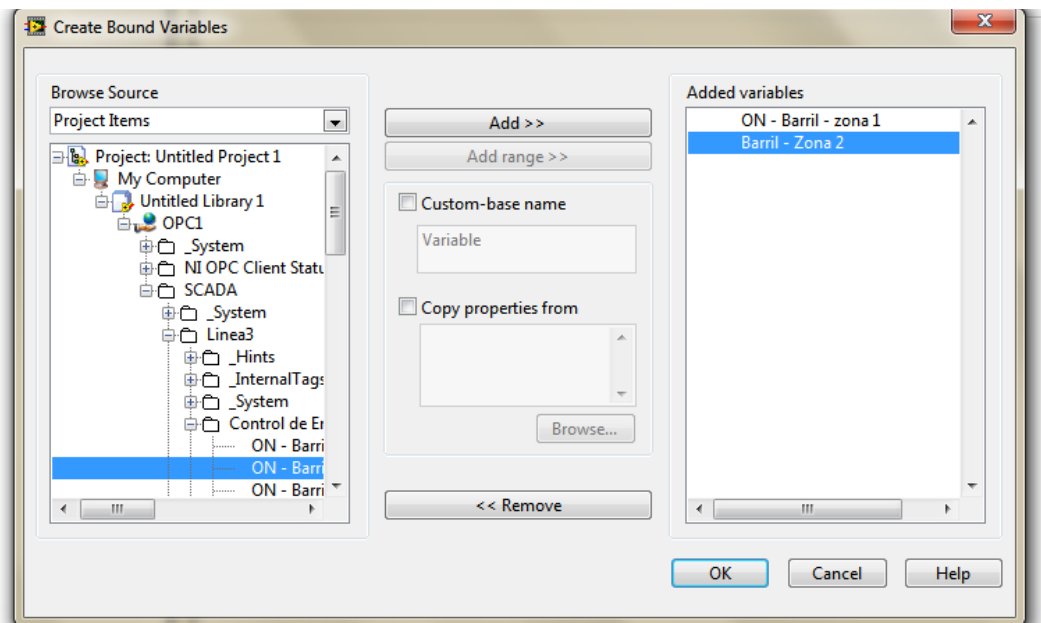 Create Bound Variables
Browse Source
Project Items
Project: Untitled Project 1
My Computer
Untitled Library 1
OPC1
_System
NI OPC Client Statu
SCADA
_System
Linea3
_Hints
_InternalTags
_System
Control de Er
ON - Barri
ON - Barri
ON - Barri
Add >>
Add range >>
Custom-base name
Variable
Copy properties from
Browse...
<< Remove
Added variables
ON - Barril - zona 1
Barril - Zona 2
OK
Cancel
Help